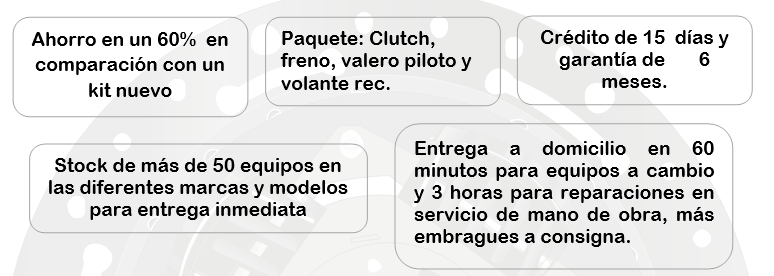 Ahorro en un 60% en
comparación con un
kit nuevo
Paquete: Clutch,
freno, valero piloto y
volante rec.
Crédito de 15 días y
garantía de 6
meses.
Stock de más de 50 equipos en
las diferentes marcas y modelos
para entrega inmediata
Entrega a domicilio en 60
minutos para equipos a cambio
y 3 horas para reparaciones en
servicio de mano de obra, más
embragues a consigna.